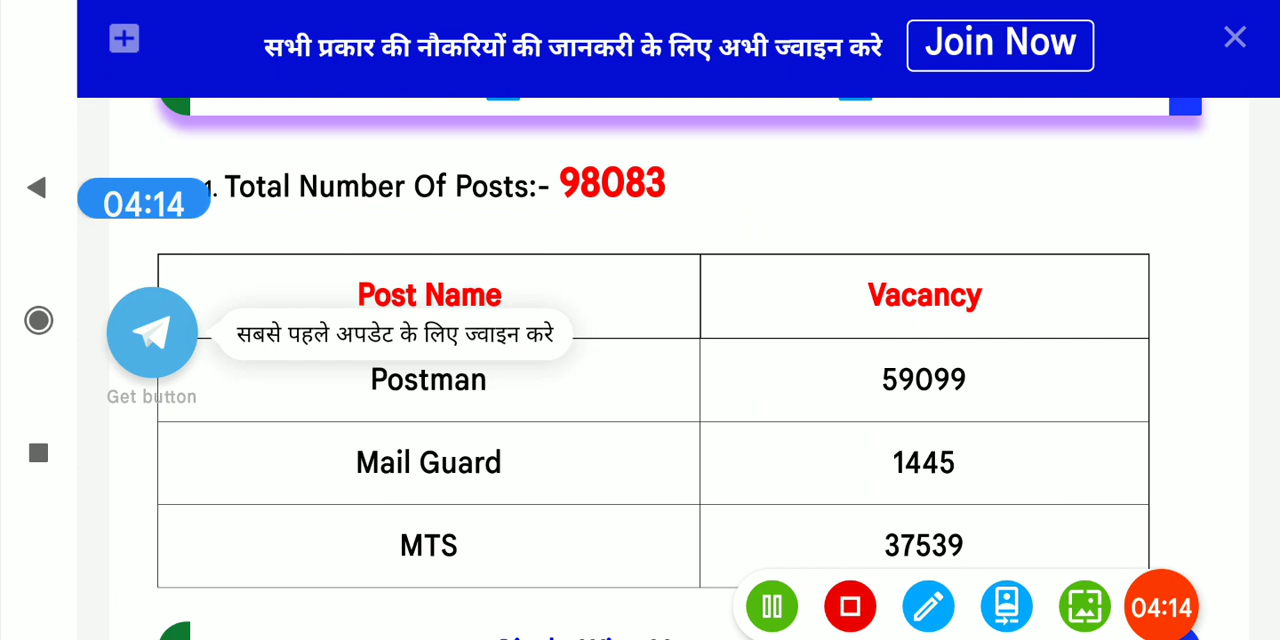 सभी प्रकार की नौकरियों की जानकरी के लिए अभी ज्वाइन करे Join Now
04:14
1. Total Number Of Posts:- 98083
Post Name Vacancy
सबसे पहले अपडेट के लिए ज्वाइन करे
Postman 59099
Get button
Mail Guard 1445
MTS 37539
04:14